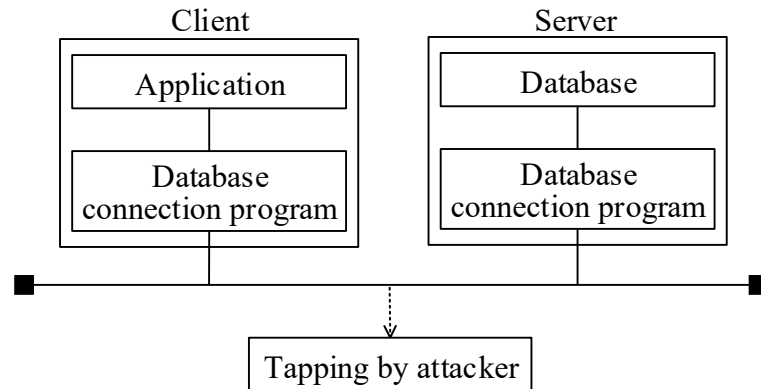 Client
Server
Application
Database
Database
connection program
Database
connection program
Tapping by attacker